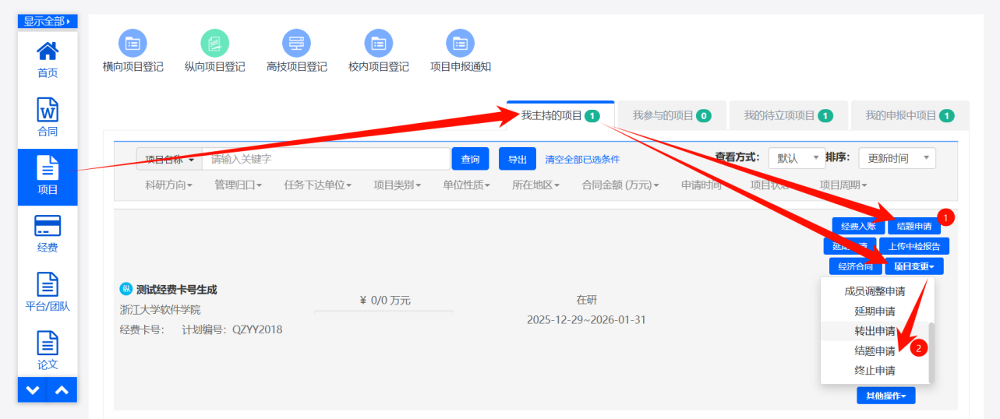 显示全部
首页
合同
项目
经费
平台/团队
论文
横向项目登记 纵向项目登记 高技项目登记 校内项目登记 项目申报通知
我主持的项目 1 我参与的项目 0 我的待立项项目 1 我的申报中项目 1
项目名称 请输入关键字 查询 导出 清空全部已选条件 查看方式: 默认 排序: 更新时间
科研方向 管理归口 任务下达单位 项目类别 单位性质 所在地区 合同金额 (万元) 申请时间 项目状态 项目周期
经费入账 结题申请 1
延期申请 上传中检报告
经济合同 项目变更
纵 测试经费卡号生成
浙江大学软件学院
经费卡号: 计划编号: QZYY2018
¥ 0/0 万元
在研
2025-12-29~2026-01-31
成员调整申请
延期申请
转出申请
结题申请 2
终止申请
其他操作